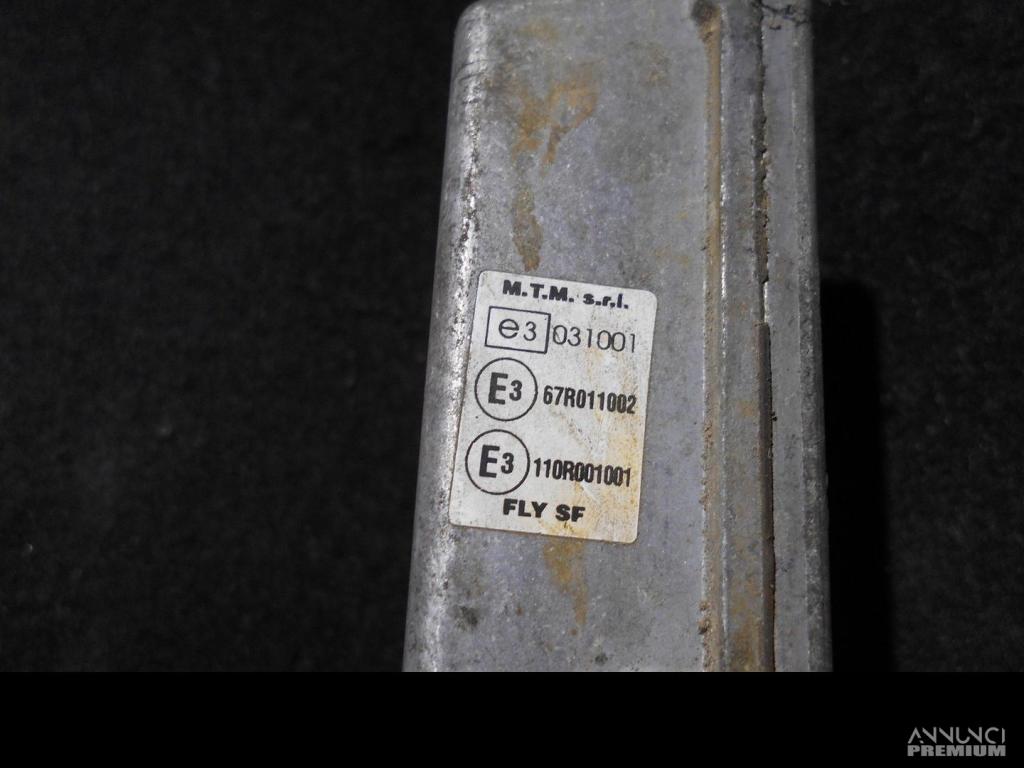 M.T.M. s.r.l.
e3 031001
E3 67R011002
E3 110R001001
FLY SF
ANNUNCI
PREMIUM